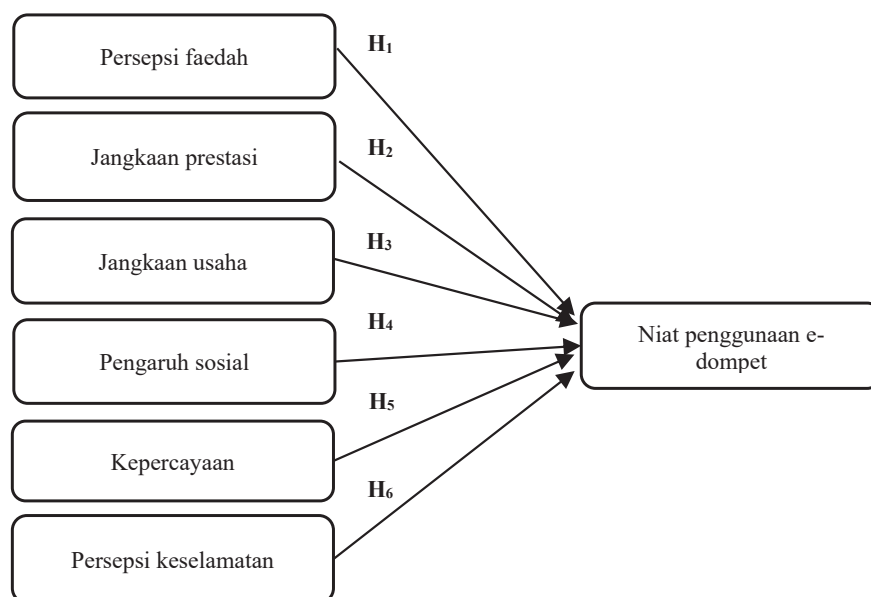 Persepsi faedah
H₁
Jangkaan prestasi
H₂
Jangkaan usaha
H₃
Pengaruh sosial
H₄
Kepercayaan
H₅
Persepsi keselamatan
H₆
Niat penggunaan e-
dompet